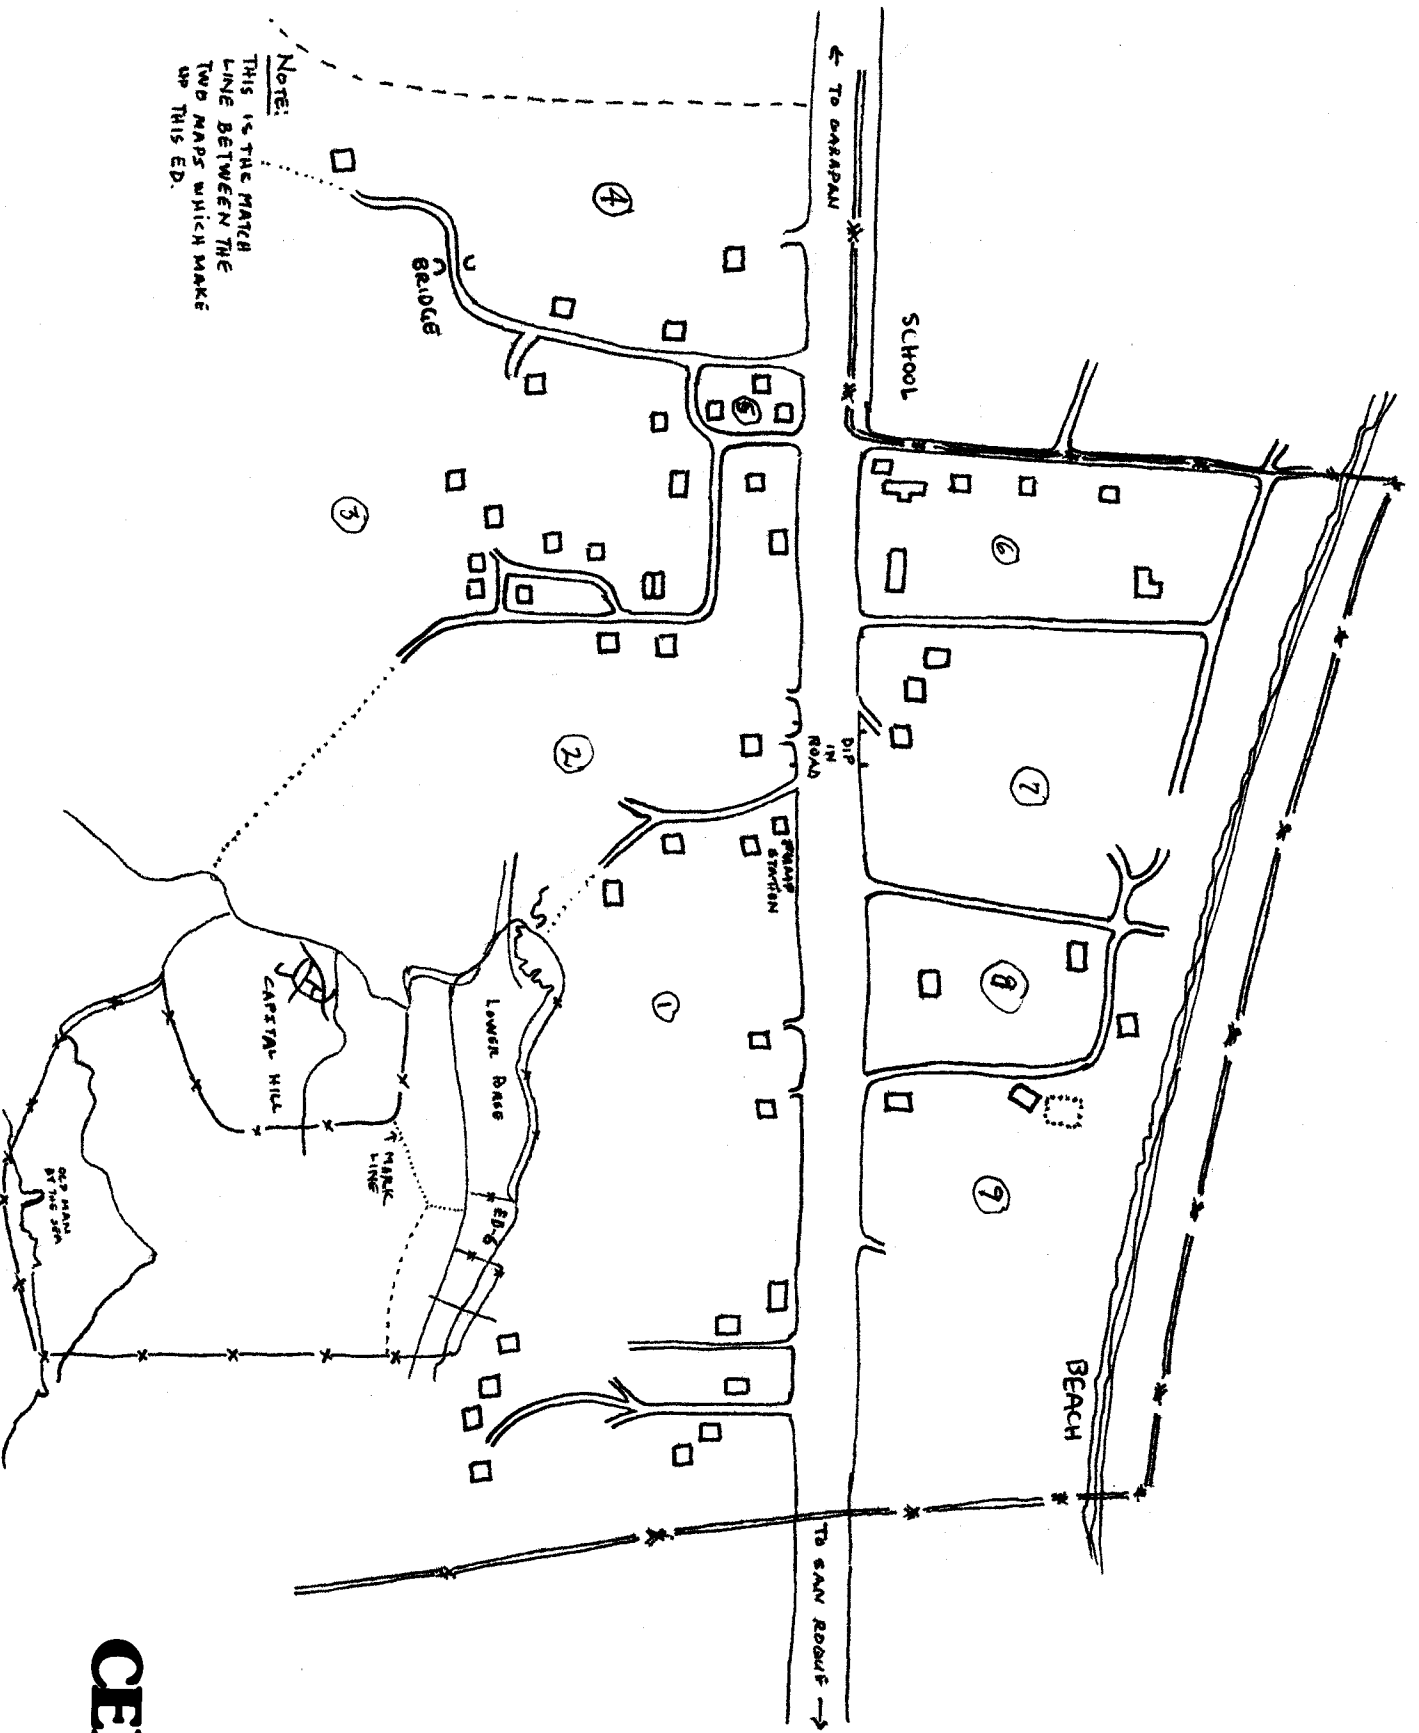 ← TO GARAPAN
SCHOOL
BEACH
TO SAN ROQUE →
DIP
IN
ROAD
PUMP
STATION
BRIDGE
4
5
6
3
2
7
1
8
9
LOWER BASE
ED-6
CAPITAL HILL
↑ MARK
LINE
OLD MAN
BY THE SEA
NOTE:
THIS IS THE MATCH
LINE BETWEEN THE
TWO MAPS WHICH MAKE
UP THIS ED.
CE